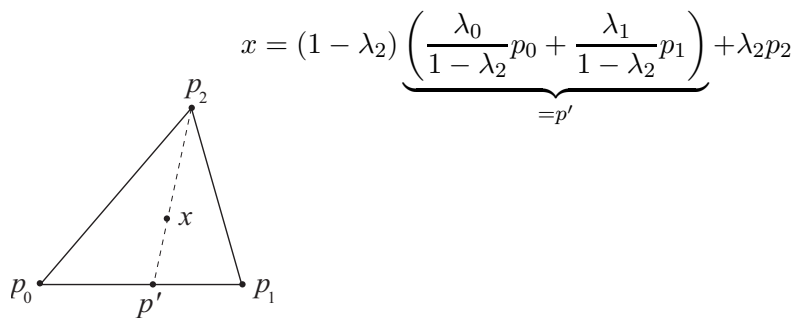 x = (1 − λ₂) ( λ₀/(1 − λ₂) p₀ + λ₁/(1 − λ₂) p₁ ) + λ₂p₂
=p′
p₂
x
p₀
p′
p₁